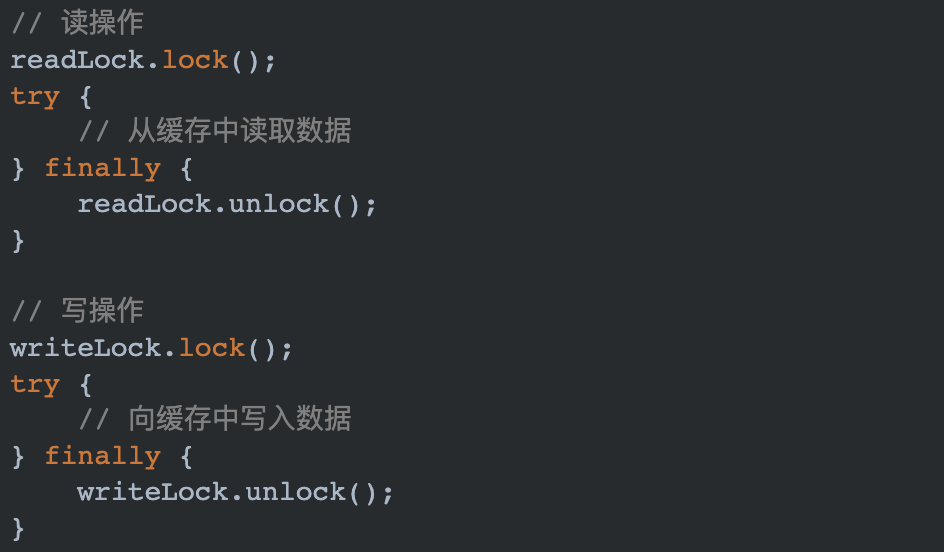 // 读操作
readLock.lock();
try {
    // 从缓存中读取数据
} finally {
    readLock.unlock();
}

// 写操作
writeLock.lock();
try {
    // 向缓存中写入数据
} finally {
    writeLock.unlock();
}